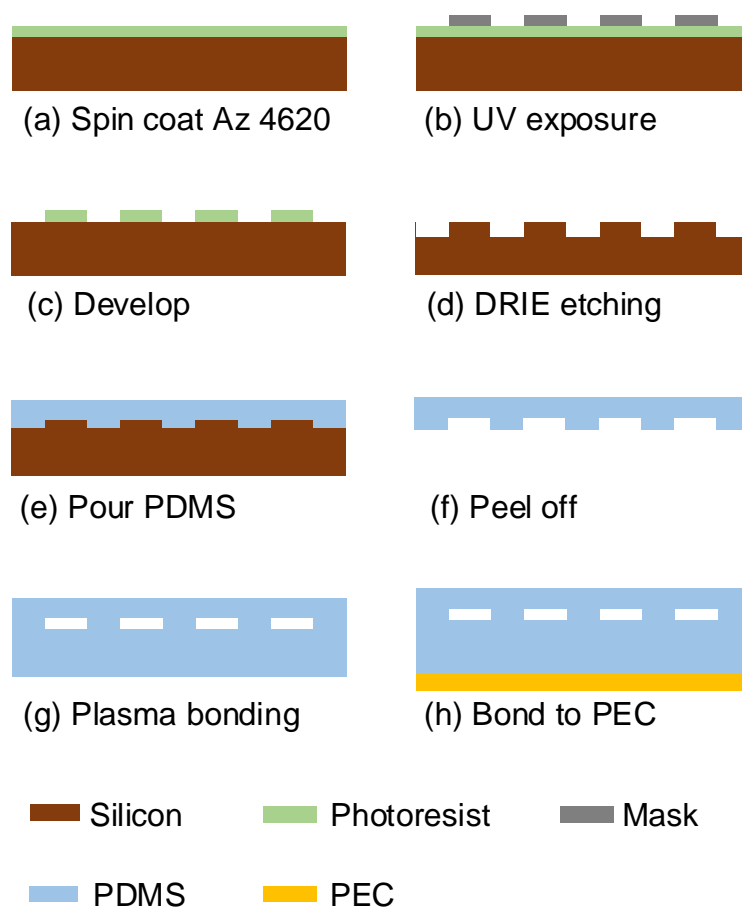 (a) Spin coat Az 4620
(b) UV exposure
(c) Develop
(d) DRIE etching
(e) Pour PDMS
(f) Peel off
(g) Plasma bonding
(h) Bond to PEC
Silicon
Photoresist
Mask
PDMS
PEC